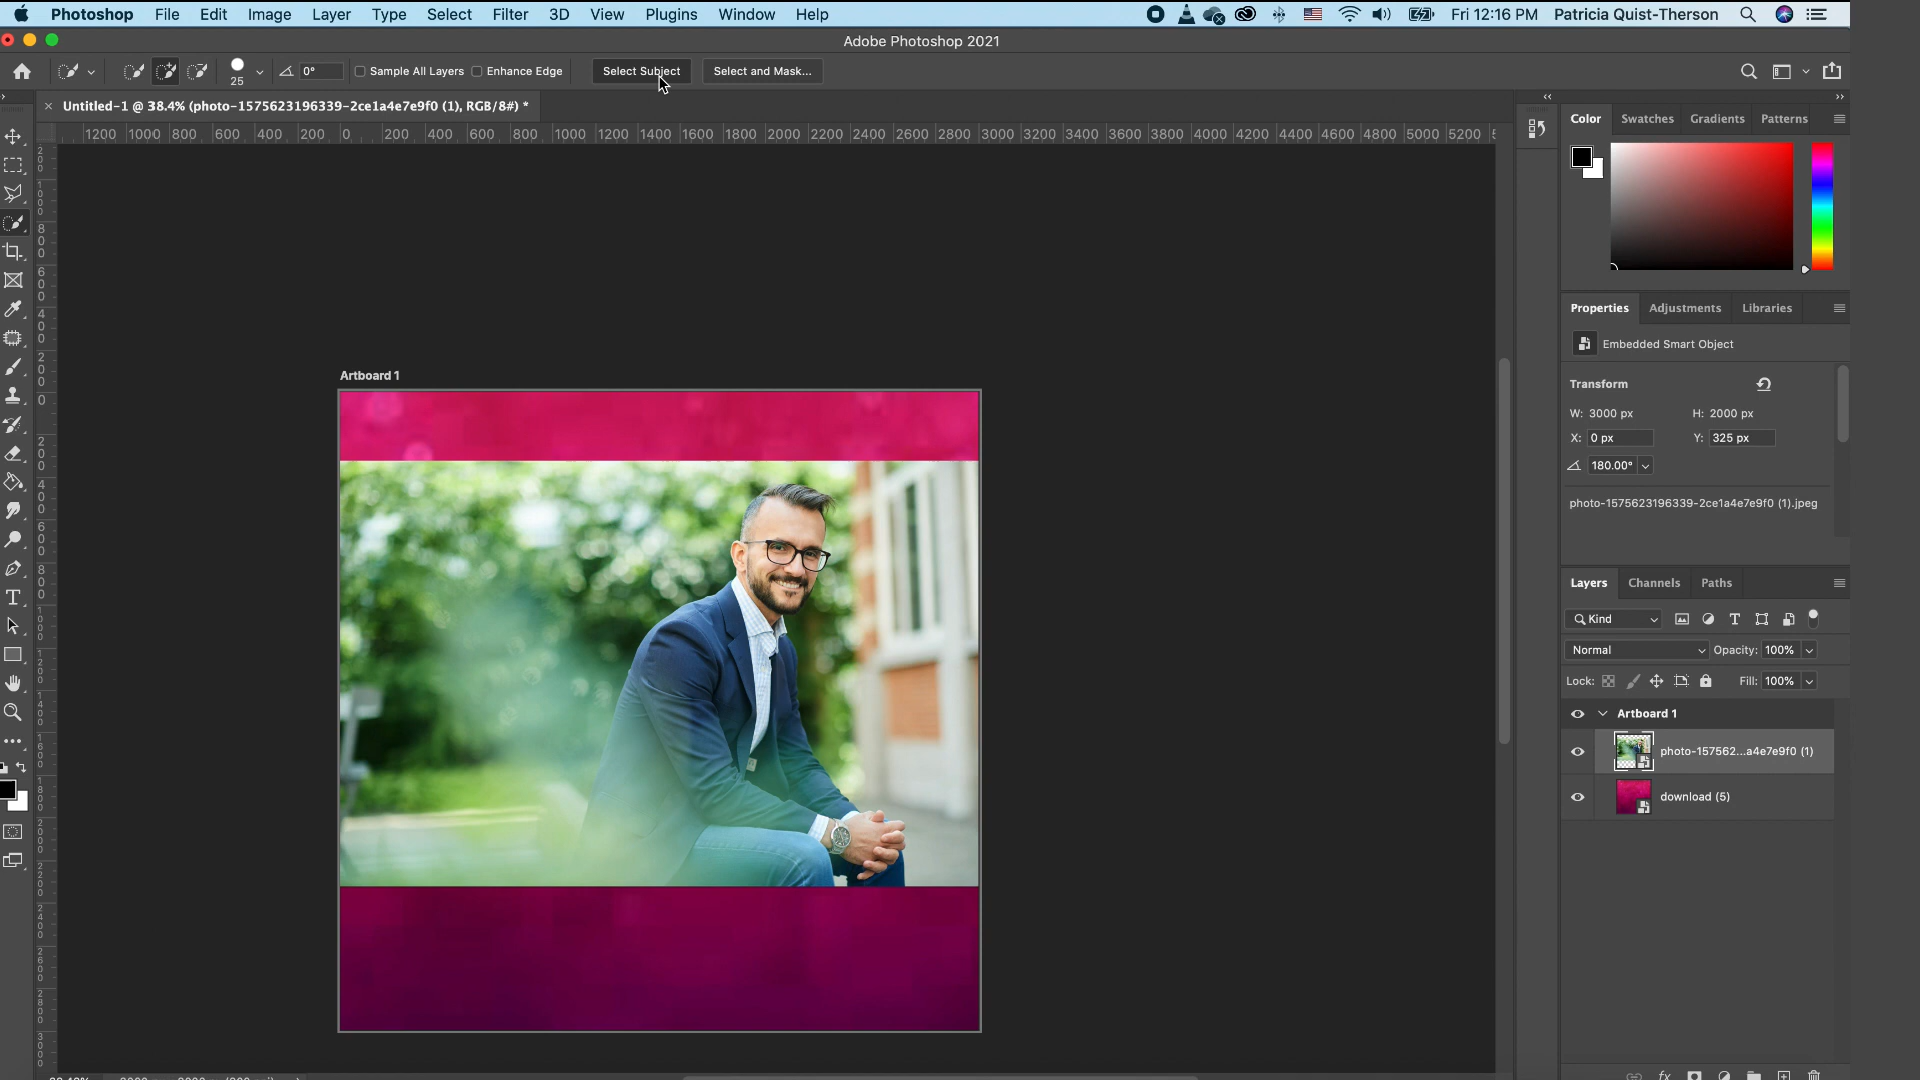 Photoshop File Edit Image Layer Type Select Filter 3D View Plugins Window Help Fri 12:16 PM Patricia Quist-Therson
Adobe Photoshop 2021
25 0° Sample All Layers Enhance Edge Select Subject Select and Mask...
Untitled-1 @ 38.4% (photo-1575623196339-2ce1a4e7e9f0 (1), RGB/8#) *
1200 1000 800 600 400 200 0 200 400 600 800 1000 1200 1400 1600 1800 2000 2200 2400 2600 2800 3000 3200 3400 3600 3800 4000 4200 4400 4600 4800 5000 5200
Color Swatches Gradients Patterns
Properties Adjustments Libraries
Embedded Smart Object
Transform
W: 3000 px H: 2000 px
X: 0 px Y: 325 px
180.00°
photo-1575623196339-2ce1a4e7e9f0 (1).jpeg
Artboard 1
Layers Channels Paths
Kind
Normal Opacity: 100%
Lock: Fill: 100%
Artboard 1
photo-157562...a4e7e9f0 (1)
download (5)